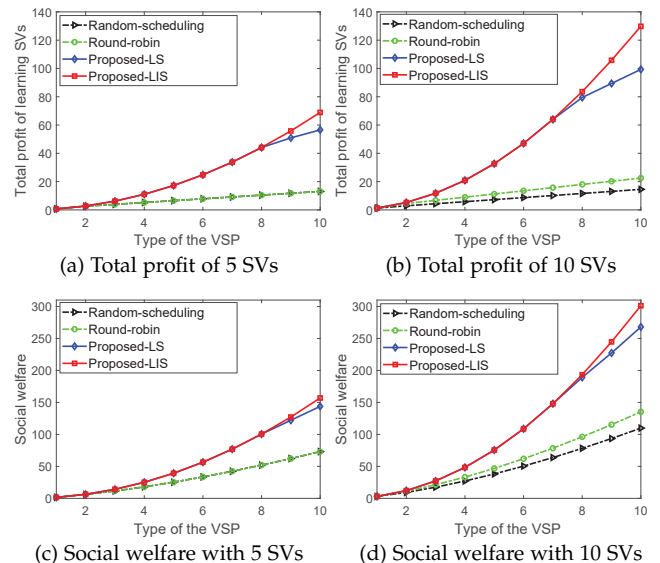 Random-scheduling
Round-robin
Proposed-LS
Proposed-LIS
Total profit of learning SVs
140
120
100
80
60
40
20
0
2 4 6 8 10
Type of the VSP
(a) Total profit of 5 SVs
Random-scheduling
Round-robin
Proposed-LS
Proposed-LIS
Total profit of learning SVs
140
120
100
80
60
40
20
0
2 4 6 8 10
Type of the VSP
(b) Total profit of 10 SVs
Random-scheduling
Round-robin
Proposed-LS
Proposed-LIS
Social welfare
300
250
200
150
100
50
0
2 4 6 8 10
Type of the VSP
(c) Social welfare with 5 SVs
Random-scheduling
Round-robin
Proposed-LS
Proposed-LIS
Social welfare
300
250
200
150
100
50
0
2 4 6 8 10
Type of the VSP
(d) Social welfare with 10 SVs